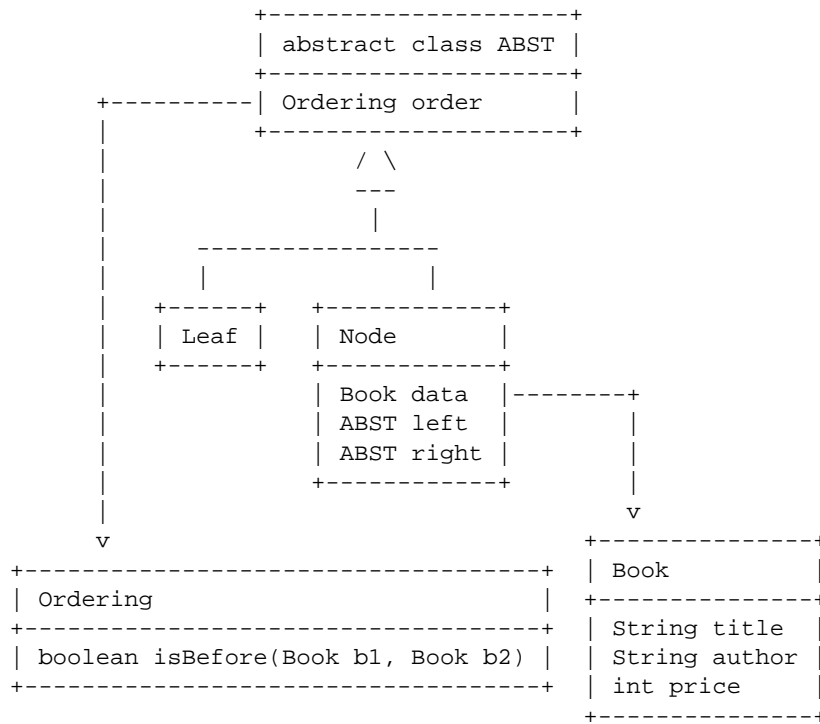 abstract class ABST
Ordering order
Leaf
Node
Book data
ABST left
ABST right
v
v
Book
Ordering
String title
boolean isBefore(Book b1, Book b2)
String author
int price